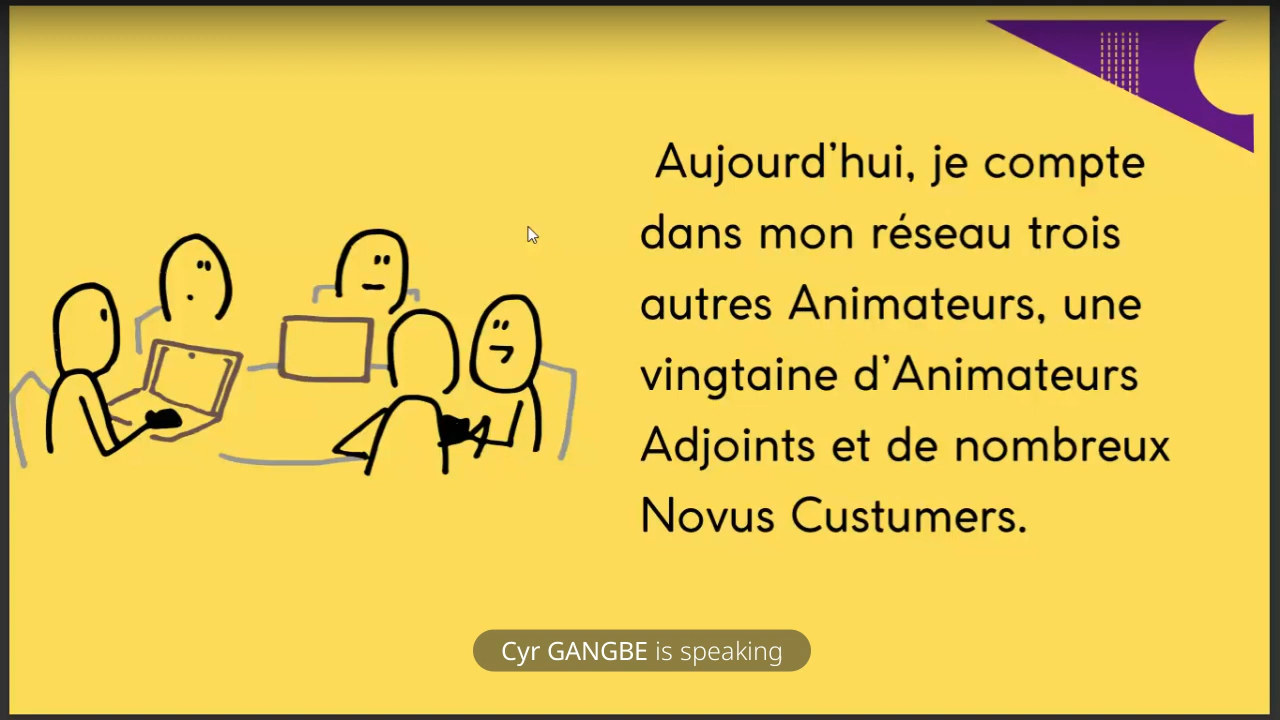 Aujourd’hui, je compte
dans mon réseau trois
autres Animateurs, une
vingtaine d’Animateurs
Adjoints et de nombreux
Novus Custumers.
Cyr GANGBE is speaking